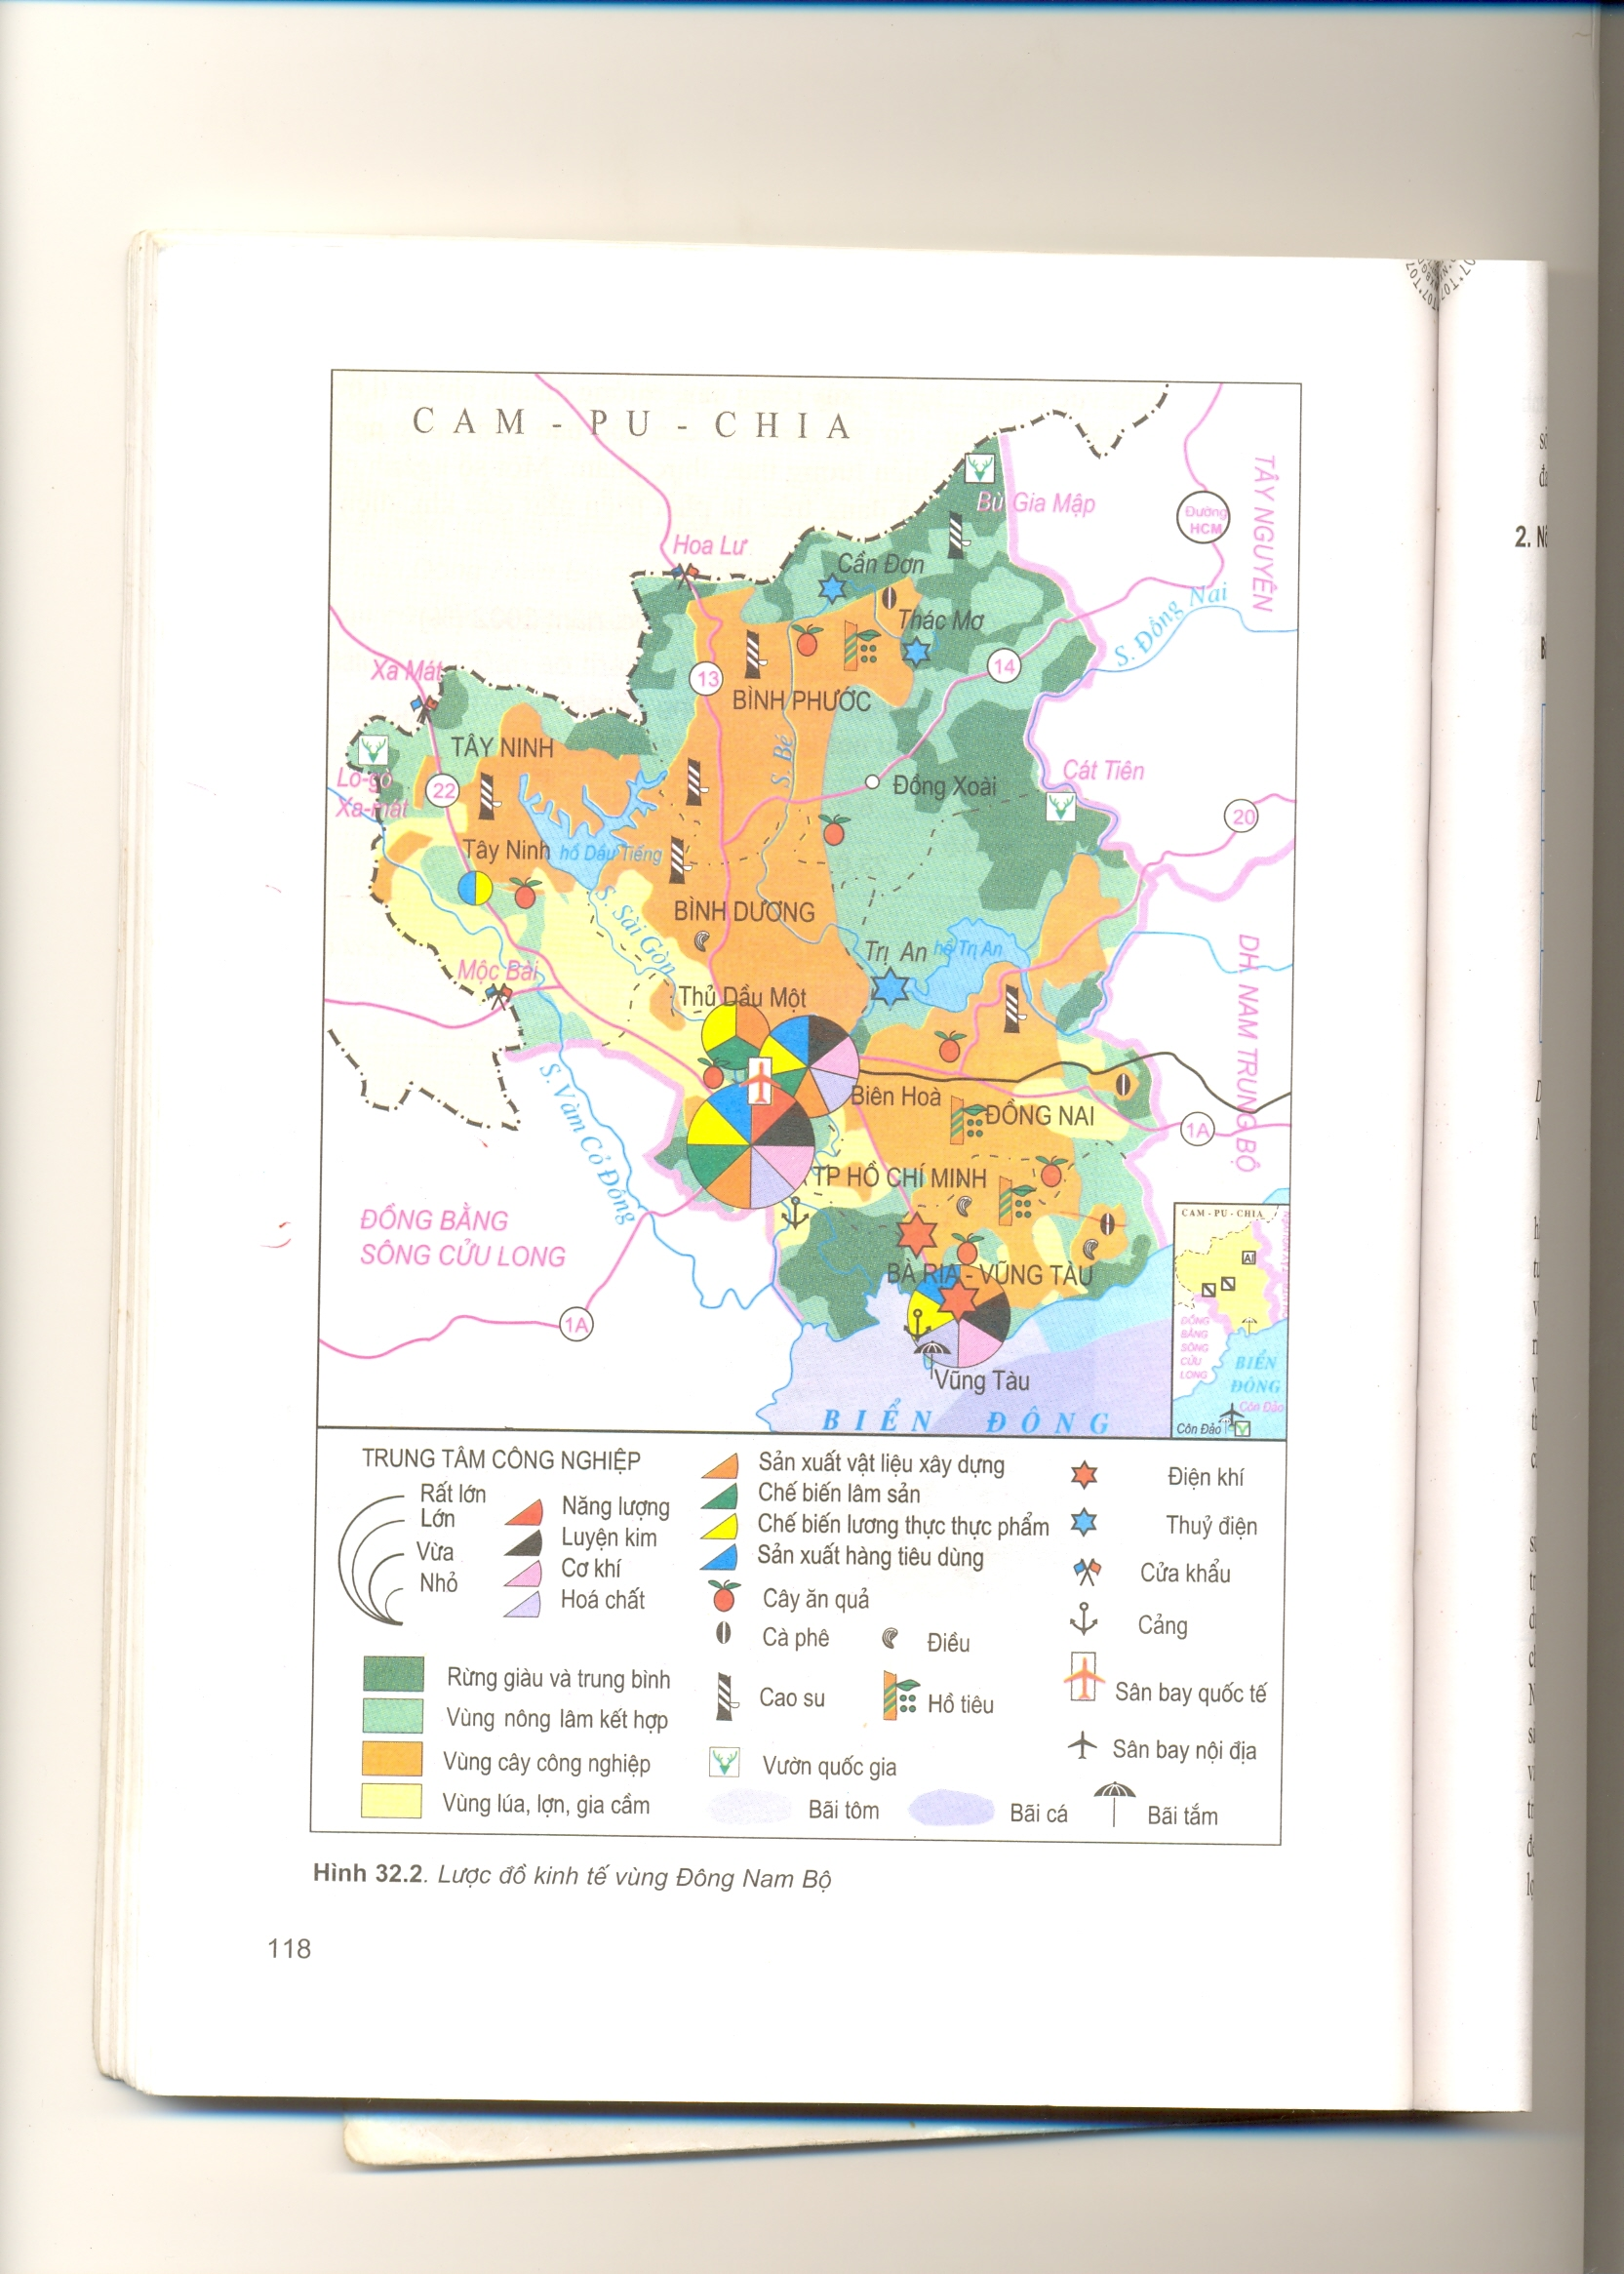 CAM - PU - CHIA
TÂY NGUYÊN
Bù Gia Mập
Đường
HCM
Hoa Lư
Cần Đơn
S. Đồng Nai
Thác Mơ
Xa Mát
13
14
BÌNH PHƯỚC
TÂY NINH
S. Bé
Lò-gò
Xa-mát
22
Đồng Xoài
Cát Tiên
20
Tây Ninh
hồ Dầu Tiếng
S. Sài Gòn
BÌNH DƯƠNG
Trị An
hồ Trị An
DH. NAM TRUNG BỘ
Mộc Bài
Thủ Dầu Một
S. Vàm Cỏ Đông
Biên Hoà
ĐỒNG NAI
1A
TP HỒ CHÍ MINH
ĐỒNG BẰNG
SÔNG CỬU LONG
BÀ RỊA - VŨNG TÀU
1A
Vũng Tàu
BIỂN ĐÔNG
CAM - PU - CHIA
ĐỒNG
BẰNG
SÔNG
CỬU
LONG
BIỂN
ĐÔNG
Côn Đảo
Côn Đảo
TRUNG TÂM CÔNG NGHIỆP
Rất lớn
Lớn
Vừa
Nhỏ
Năng lượng
Luyện kim
Cơ khí
Hoá chất
Rừng giàu và trung bình
Vùng nông lâm kết hợp
Vùng cây công nghiệp
Vùng lúa, lợn, gia cầm
Sản xuất vật liệu xây dựng
Chế biến lâm sản
Chế biến lương thực thực phẩm
Sản xuất hàng tiêu dùng
Cây ăn quả
Cà phê
Điều
Cao su
Hồ tiêu
Vườn quốc gia
Bãi tôm
Bãi cá
Bãi tắm
Điện khí
Thuỷ điện
Cửa khẩu
Cảng
Sân bay quốc tế
Sân bay nội địa
Hình 32.2. Lược đồ kinh tế vùng Đông Nam Bộ
118
2.